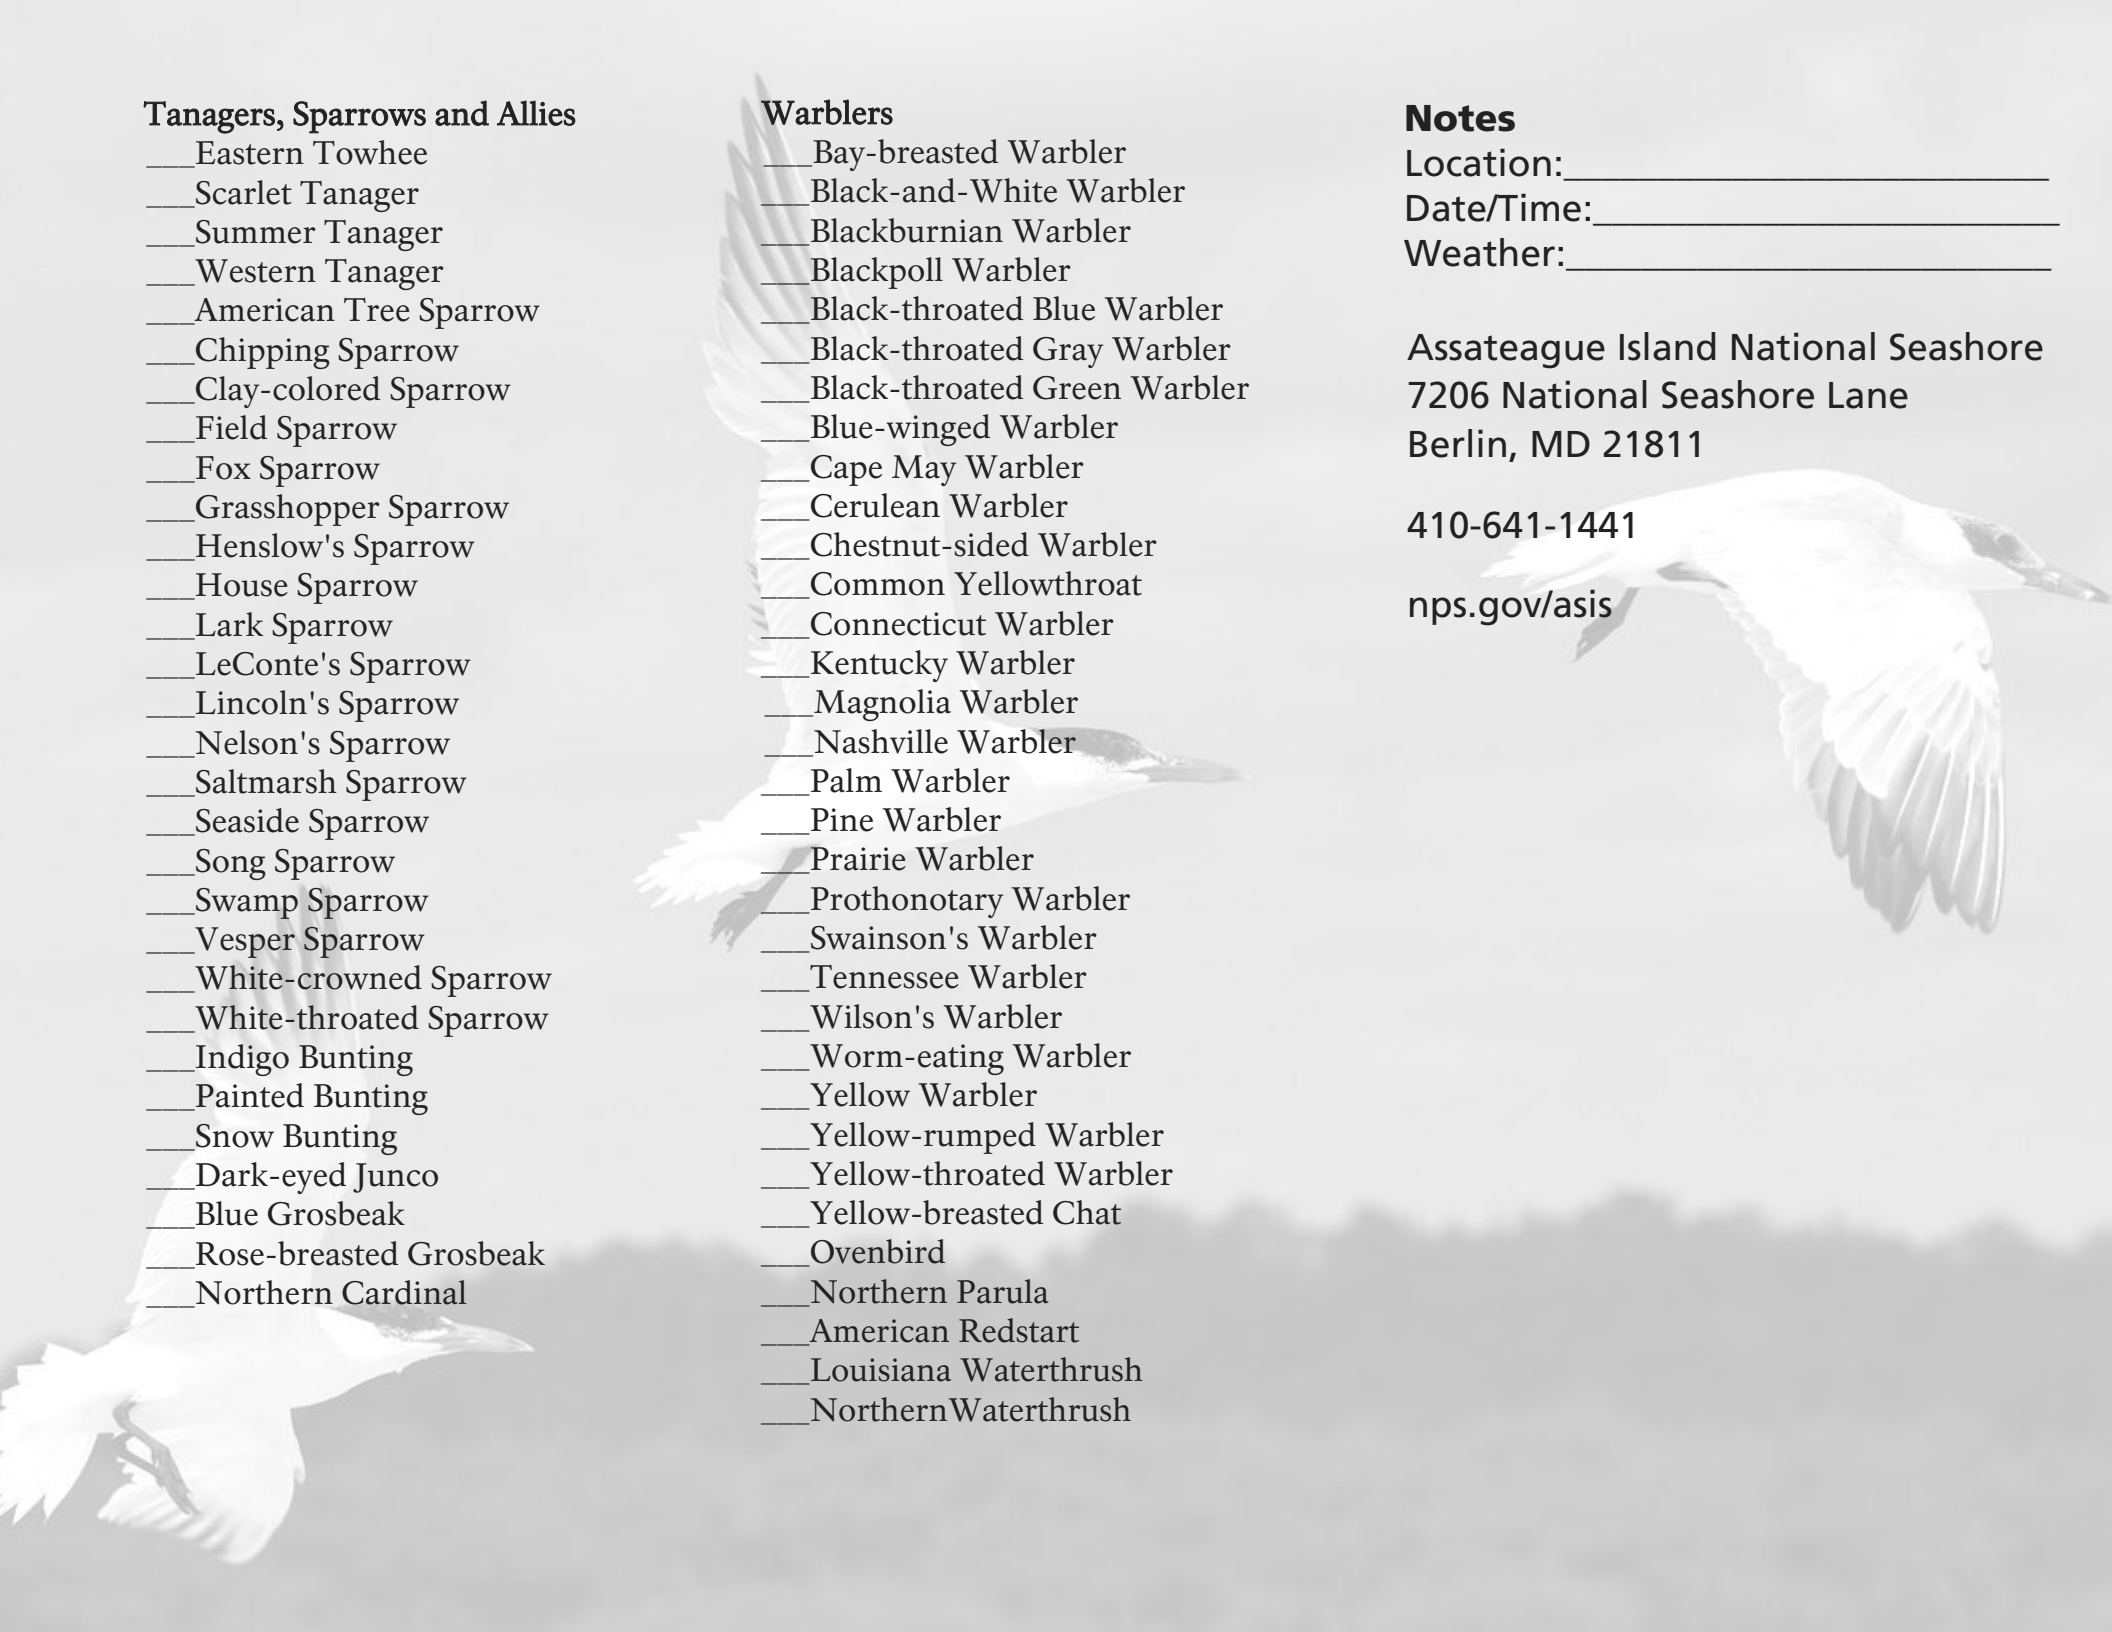 Tanagers, Sparrows and Allies
___Eastern Towhee
___Scarlet Tanager
___Summer Tanager
___Western Tanager
___American Tree Sparrow
___Chipping Sparrow
___Clay-colored Sparrow
___Field Sparrow
___Fox Sparrow
___Grasshopper Sparrow
___Henslow's Sparrow
___House Sparrow
___Lark Sparrow
___LeConte's Sparrow
___Lincoln's Sparrow
___Nelson's Sparrow
___Saltmarsh Sparrow
___Seaside Sparrow
___Song Sparrow
___Swamp Sparrow
___Vesper Sparrow
___White-crowned Sparrow
___White-throated Sparrow
___Indigo Bunting
___Painted Bunting
___Snow Bunting
___Dark-eyed Junco
___Blue Grosbeak
___Rose-breasted Grosbeak
___Northern Cardinal
Warblers
___Bay-breasted Warbler
___Black-and-White Warbler
___Blackburnian Warbler
___Blackpoll Warbler
___Black-throated Blue Warbler
___Black-throated Gray Warbler
___Black-throated Green Warbler
___Blue-winged Warbler
___Cape May Warbler
___Cerulean Warbler
___Chestnut-sided Warbler
___Common Yellowthroat
___Connecticut Warbler
___Kentucky Warbler
___Magnolia Warbler
___Nashville Warbler
___Palm Warbler
___Pine Warbler
___Prairie Warbler
___Prothonotary Warbler
___Swainson's Warbler
___Tennessee Warbler
___Wilson's Warbler
___Worm-eating Warbler
___Yellow Warbler
___Yellow-rumped Warbler
___Yellow-throated Warbler
___Yellow-breasted Chat
___Ovenbird
___Northern Parula
___American Redstart
___Louisiana Waterthrush
___NorthernWaterthrush
Notes
Location:__________________________
Date/Time:_________________________
Weather:__________________________
Assateague Island National Seashore
7206 National Seashore Lane
Berlin, MD 21811
410-641-1441
nps.gov/asis